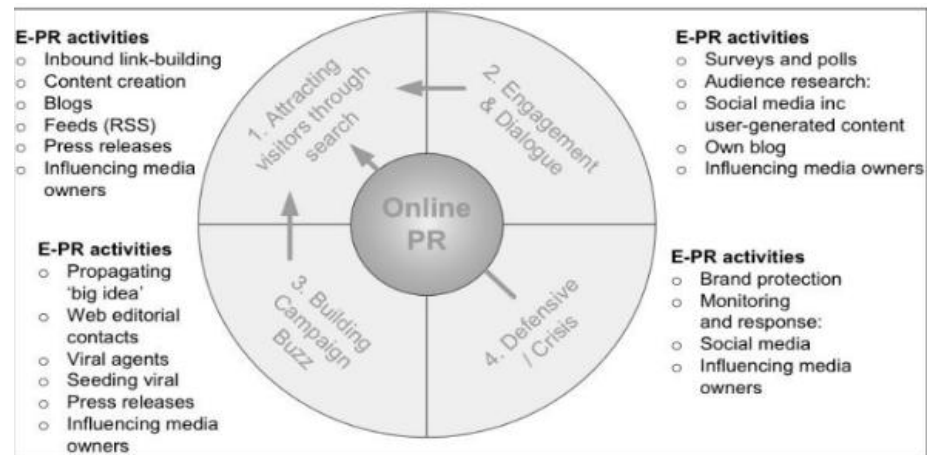 E-PR activities
o Inbound link-building
o Content creation
o Blogs
o Feeds (RSS)
o Press releases
o Influencing media
owners
1. Attracting
visitors through
search
2. Engagement
& Dialogue
E-PR activities
o Surveys and polls
o Audience research:
o Social media inc
user-generated content
o Own blog
o Influencing media owners
Online
PR
E-PR activities
o Propagating
'big idea'
o Web editorial
contacts
o Viral agents
o Seeding viral
o Press releases
o Influencing media
owners
3. Building
Campaign
Buzz
4. Defensive
/ Crisis
E-PR activities
o Brand protection
o Monitoring
and response:
o Social media
o Influencing media
owners